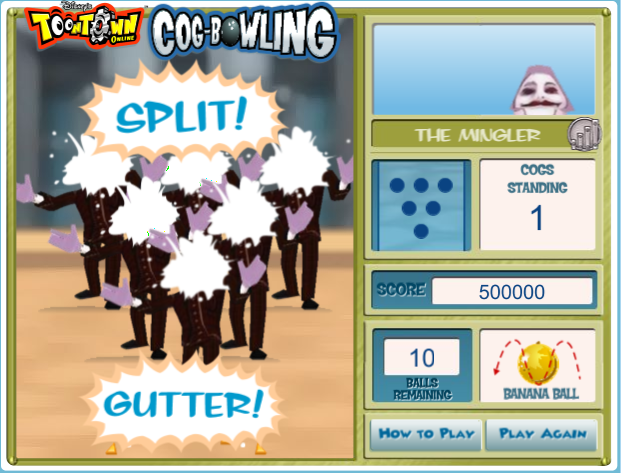 Disney's
TOONTOWN
ONLINE
COG-BOWLING
SPLIT!
GUTTER!
THE MINGLER
COGS
STANDING
1
SCORE 500000
10
BALLS
REMAINING
BANANA BALL
HOW TO PLAY
PLAY AGAIN